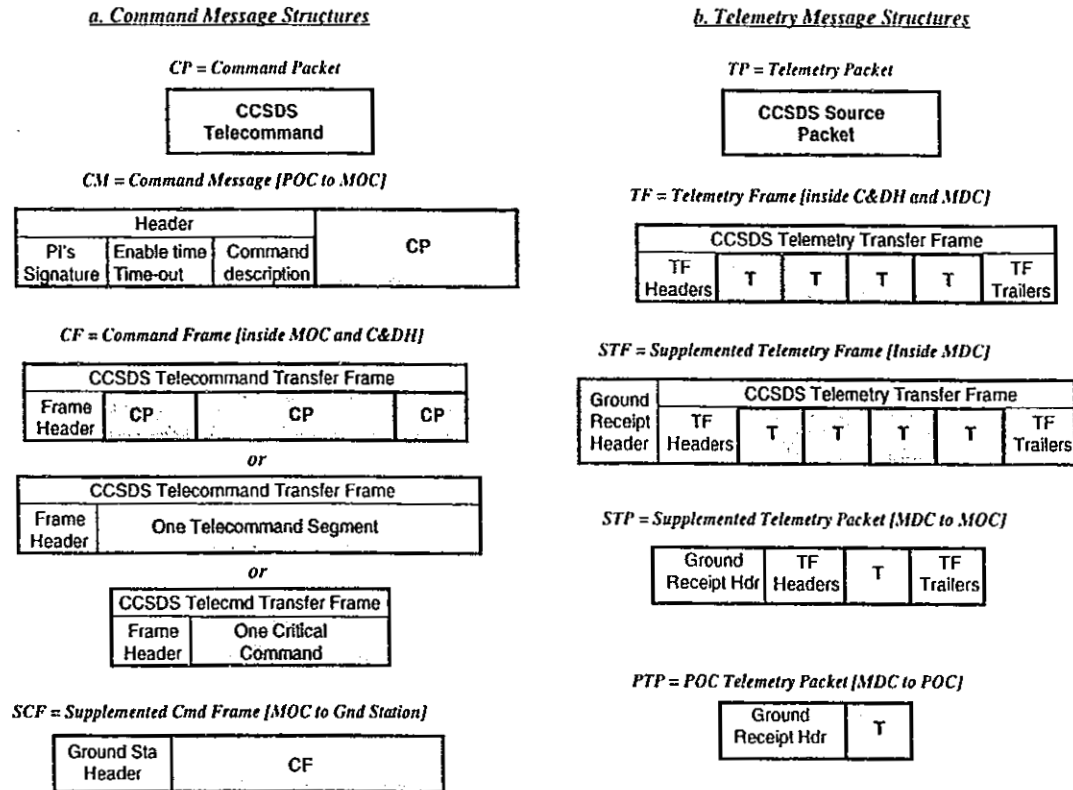 a. Command Message Structures
CP = Command Packet
CCSDS
Telecommand
CM = Command Message [POC to MOC]
Header
PI's
Signature
Enable time
Time-out
Command
description
CP
CF = Command Frame [inside MOC and C&DH]
CCSDS Telecommand Transfer Frame
Frame
Header
CP
CP
CP
or
CCSDS Telecommand Transfer Frame
Frame
Header
One Telecommand Segment
or
CCSDS Telecmd Transfer Frame
Frame
Header
One Critical
Command
SCF = Supplemented Cmd Frame [MOC to Gnd Station]
Ground Sta
Header
CF
b. Telemetry Message Structures
TP = Telemetry Packet
CCSDS Source
Packet
TF = Telemetry Frame [inside C&DH and MDC]
CCSDS Telemetry Transfer Frame
TF
Headers
T
T
T
T
TF
Trailers
STF = Supplemented Telemetry Frame [Inside MDC]
Ground
Receipt
Header
CCSDS Telemetry Transfer Frame
TF
Headers
T
T
T
T
TF
Trailers
STP = Supplemented Telemetry Packet [MDC to MOC]
Ground
Receipt Hdr
TF
Headers
T
TF
Trailers
PTP = POC Telemetry Packet [MDC to POC]
Ground
Receipt Hdr
T